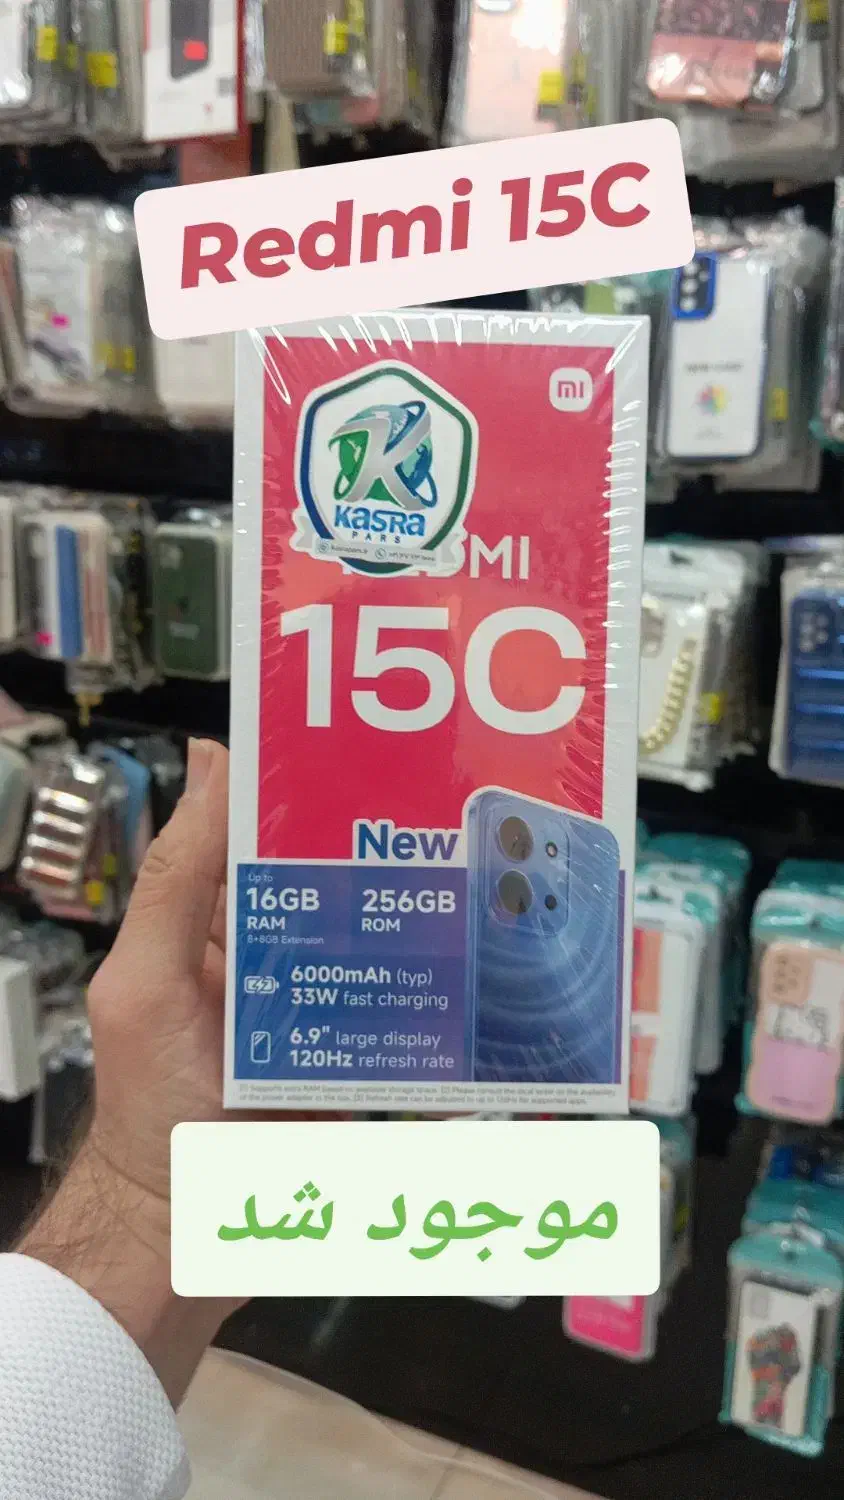 Redmi 15C
mi
KASRA
PARS
15C
New
Up to
16GB
RAM
8+8GB Extension
256GB
ROM
6000mAh (typ)
33W fast charging
6.9" large display
120Hz refresh rate
موجود شد